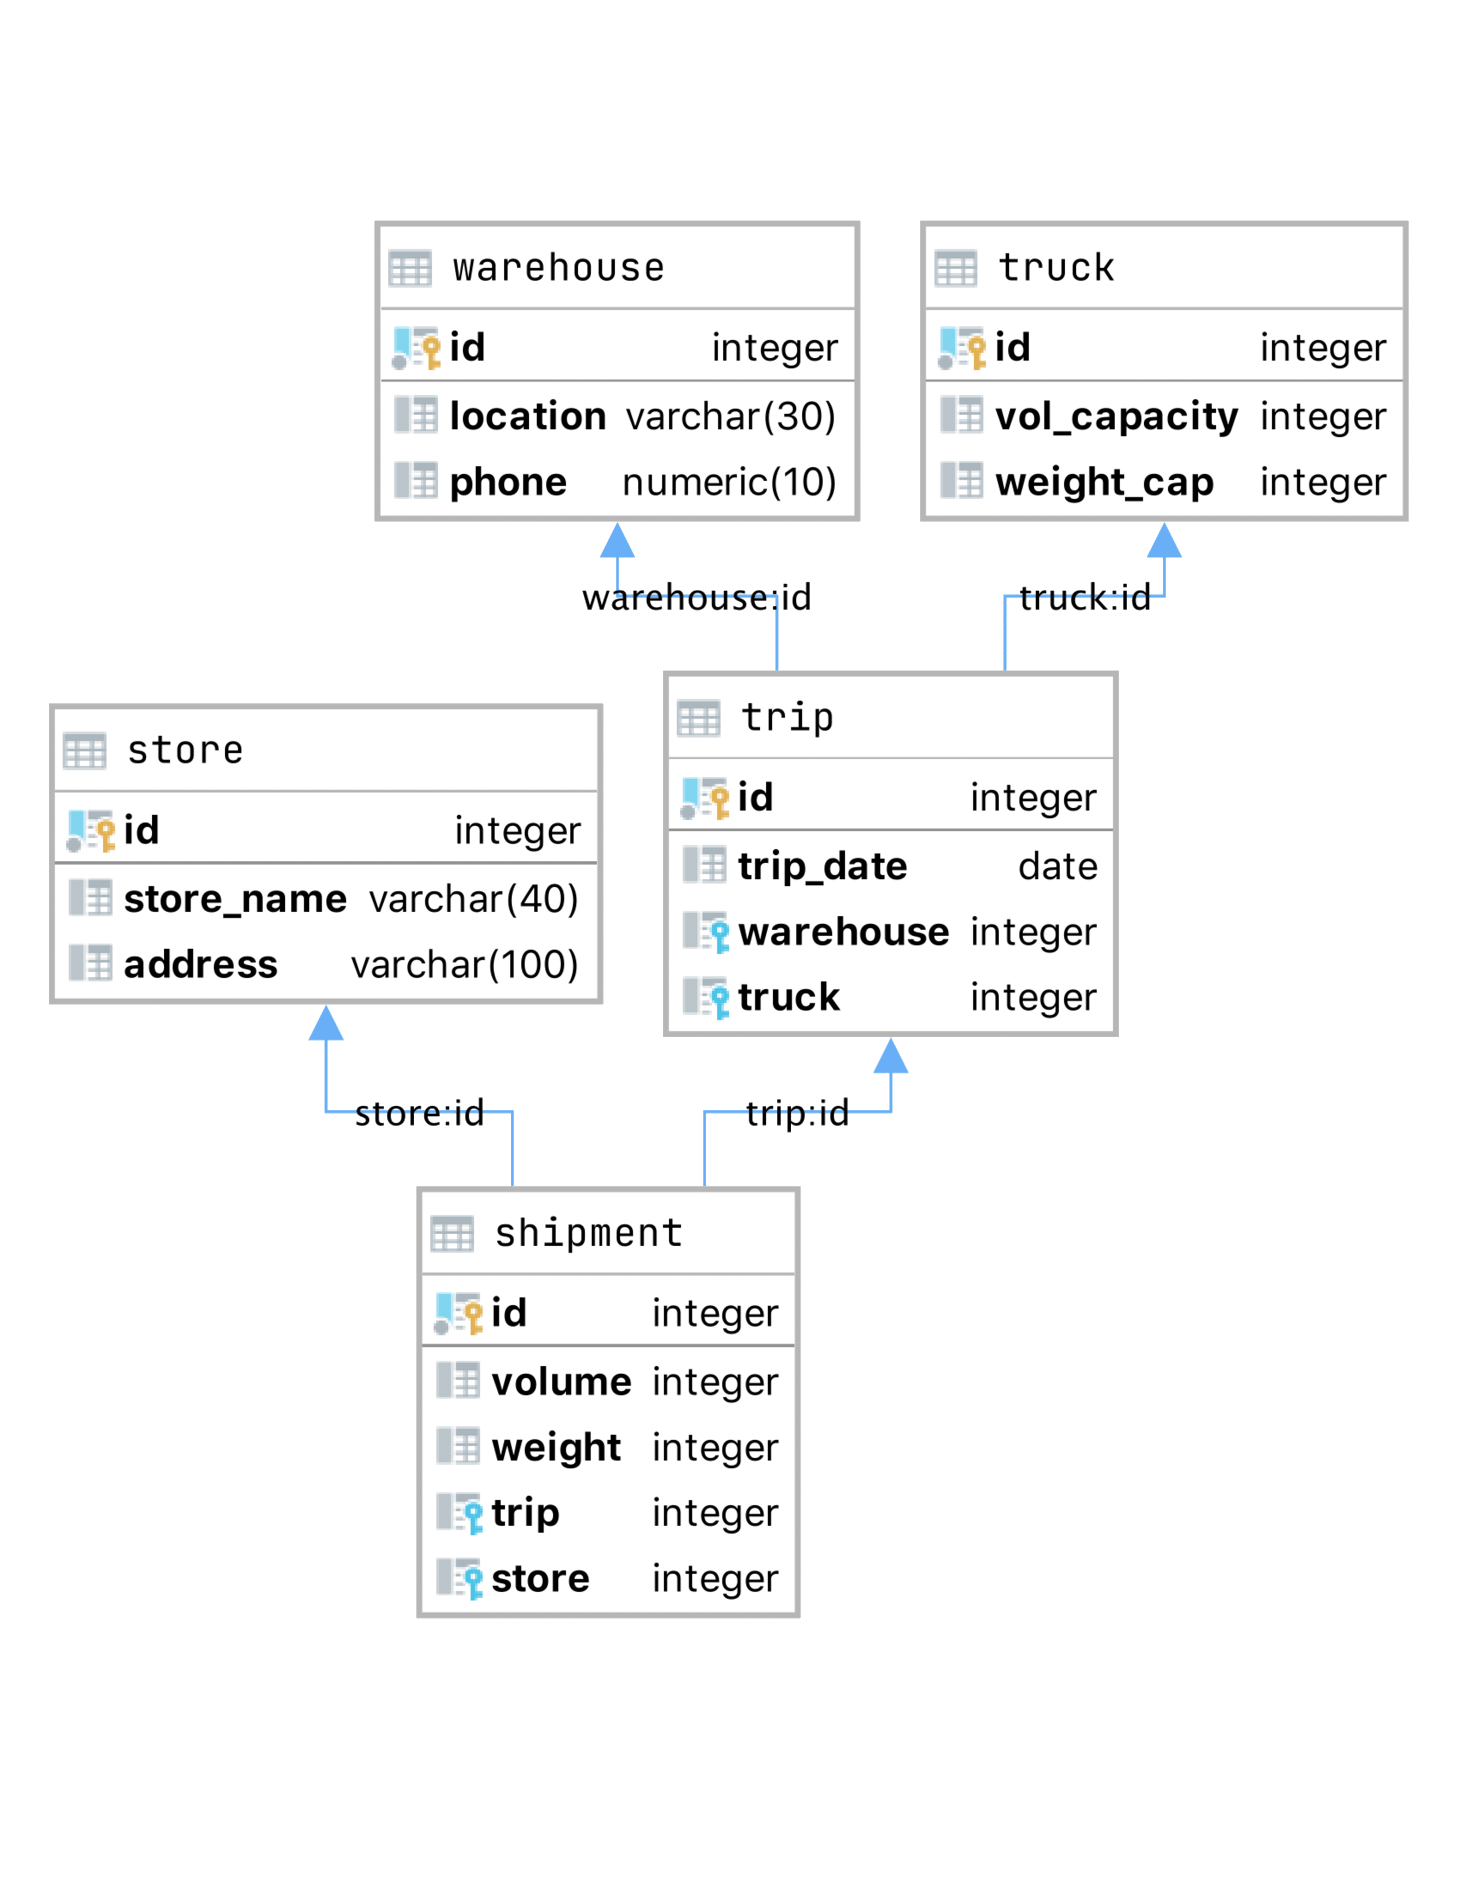 warehouse
id integer
location varchar(30)
phone numeric(10)
truck
id integer
vol_capacity integer
weight_cap integer
warehouse:id
truck:id
store
id integer
store_name varchar(40)
address varchar(100)
trip
id integer
trip_date date
warehouse integer
truck integer
store:id
trip:id
shipment
id integer
volume integer
weight integer
trip integer
store integer